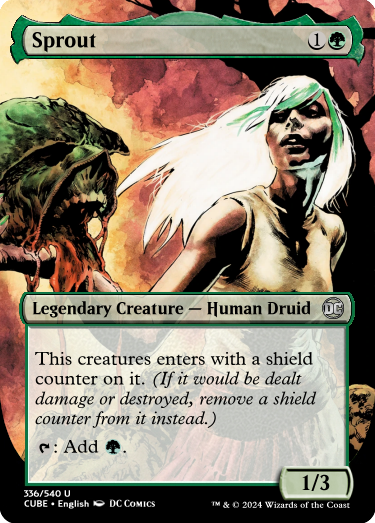 Sprout 1
Legendary Creature — Human Druid DC
This creatures enters with a shield
counter on it. (If it would be dealt
damage or destroyed, remove a shield
counter from it instead.)
: Add .
1/3
336/540 U
CUBE • English DC COMICS
™ & © 2024 Wizards of the Coast